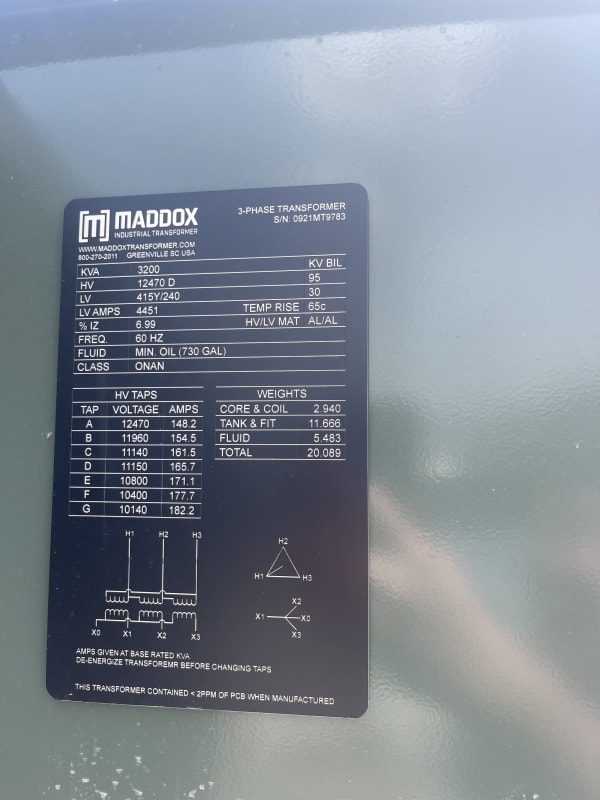 [m] MADDOX
INDUSTRIAL TRANSFORMER
WWW.MADDOXTRANSFORMER.COM
800-270-2011 GREENVILLE SC USA
3-PHASE TRANSFORMER
S/N: 0921MT9783
KVA 3200 KV BIL
HV 12470 D 95
LV 415Y/240 30
LV AMPS 4451 TEMP RISE 65c
% IZ 6.99 HV/LV MAT AL/AL
FREQ. 60 HZ
FLUID MIN. OIL (730 GAL)
CLASS ONAN
HV TAPS
TAP VOLTAGE AMPS
A 12470 148.2
B 11960 154.5
C 11140 161.5
D 11150 165.7
E 10800 171.1
F 10400 177.7
G 10140 182.2
WEIGHTS
CORE & COIL 2.940
TANK & FIT 11.666
FLUID 5.483
TOTAL 20.089
H1 H2 H3
X0 X1 X2 X3
H2
H1 H3
X2
X1 X0
X3
AMPS GIVEN AT BASE RATED KVA
DE-ENERGIZE TRANSFOREMR BEFORE CHANGING TAPS
THIS TRANSFORMER CONTAINED < 2PPM OF PCB WHEN MANUFACTURED